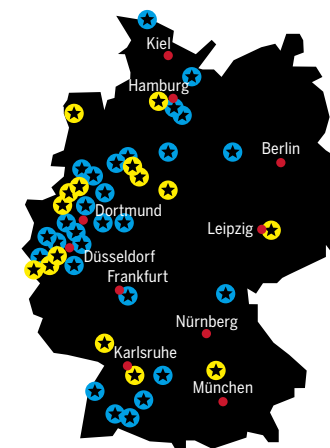 Kiel
Hamburg
Berlin
Dortmund
Leipzig
Düsseldorf
Frankfurt
Nürnberg
Karlsruhe
München